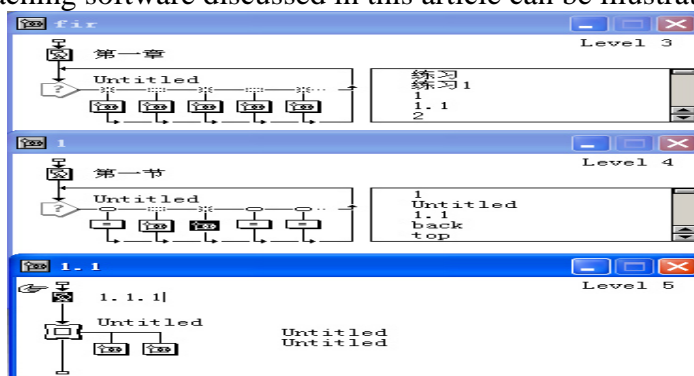 aching software discussed in this article can be illustrat
fir
Level 3
第一章
Untitled
练习
练习1
1
1.1
2
1
Level 4
第一节
Untitled
1
Untitled
1.1
back
top
1.1
Level 5
1.1.1
Untitled
Untitled
Untitled